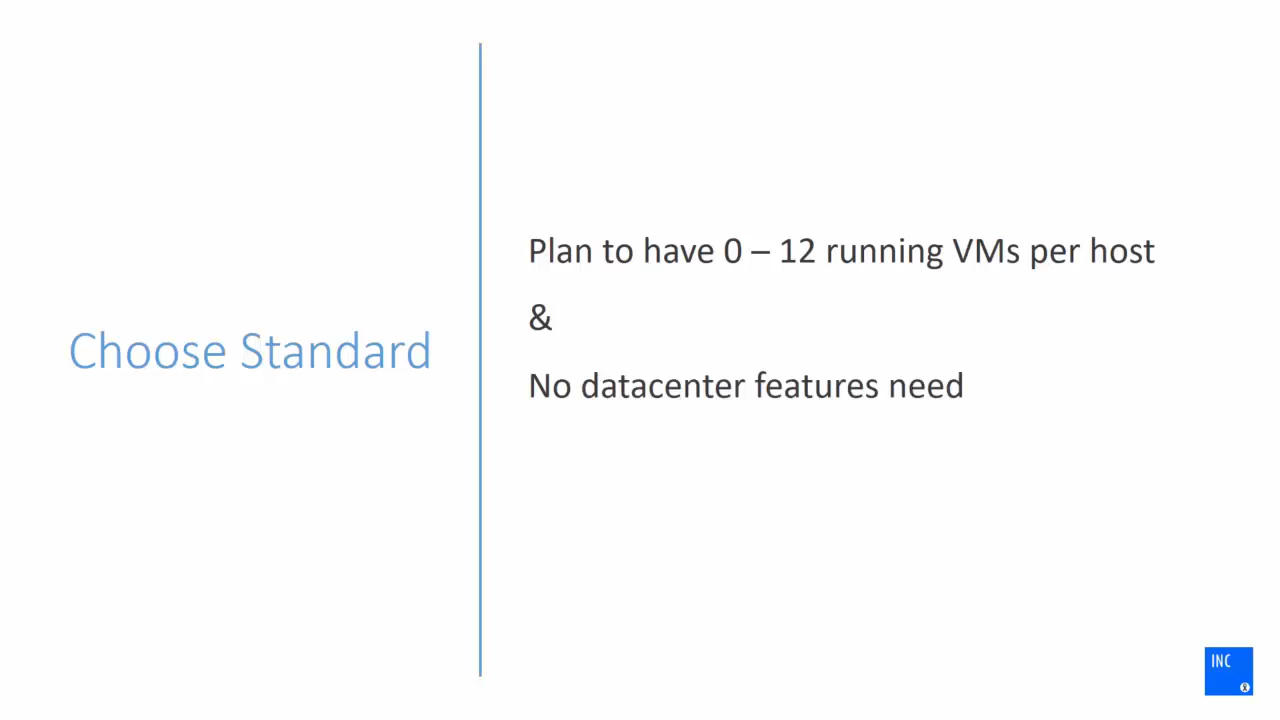 Choose Standard
Plan to have 0 – 12 running VMs per host
&
No datacenter features need
INC